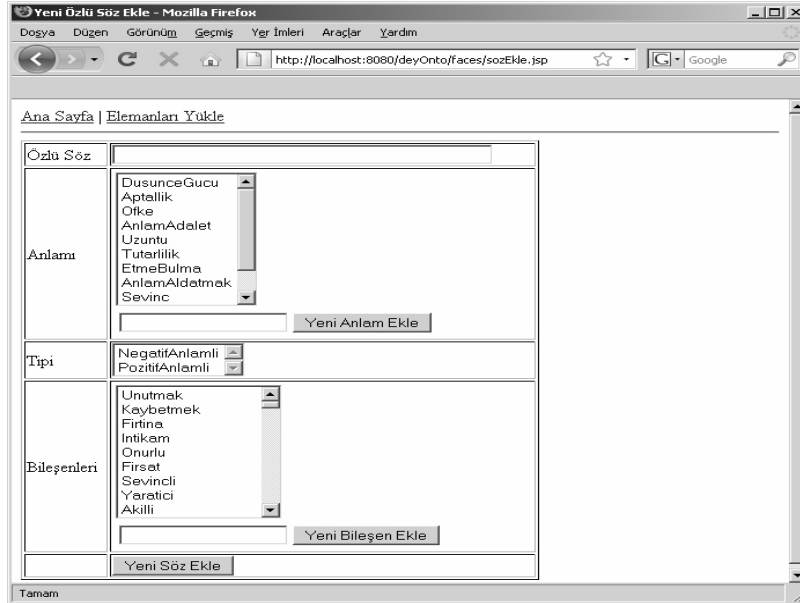 Yeni Özlü Söz Ekle - Mozilla Firefox
Dosya Düzen Görünüm Geçmiş Yer İmleri Araçlar Yardım
http://localhost:8080/deyOnto/faces/sozEkle.jsp G Google
Ana Sayfa | Elemanları Yükle
Özlü Söz
Anlamı
DusunceGucu
Aptallik
Ofke
AnlamAdalet
Uzuntu
Tutarlilik
EtmeBulma
AnlamAldatmak
Sevinc
Yeni Anlam Ekle
Tipi
NegatifAnlamli
PozitifAnlamli
Bileşenleri
Unutmak
Kaybetmek
Firtina
Intikam
Onurlu
Firsat
Sevincli
Yaratici
Akilli
Yeni Bileşen Ekle
Yeni Söz Ekle
Tamam